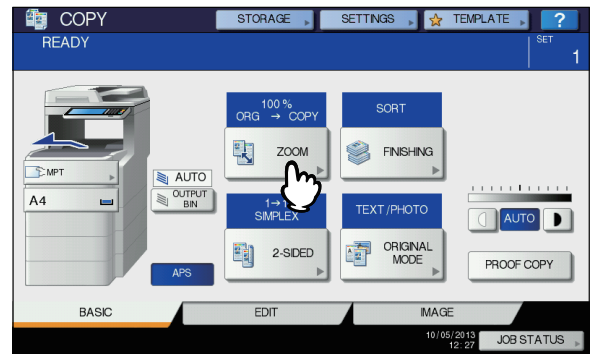 COPY
STORAGE
SETTINGS
TEMPLATE
?
READY
SET
1
100 %
ORG → COPY
ZOOM
SORT
FINISHING
MPT
A4
AUTO
OUTPUT
BIN
APS
1→1
SIMPLEX
2-SIDED
TEXT/PHOTO
ORIGINAL
MODE
AUTO
PROOF COPY
BASIC
EDIT
IMAGE
10/05/2013
12:27
JOB STATUS